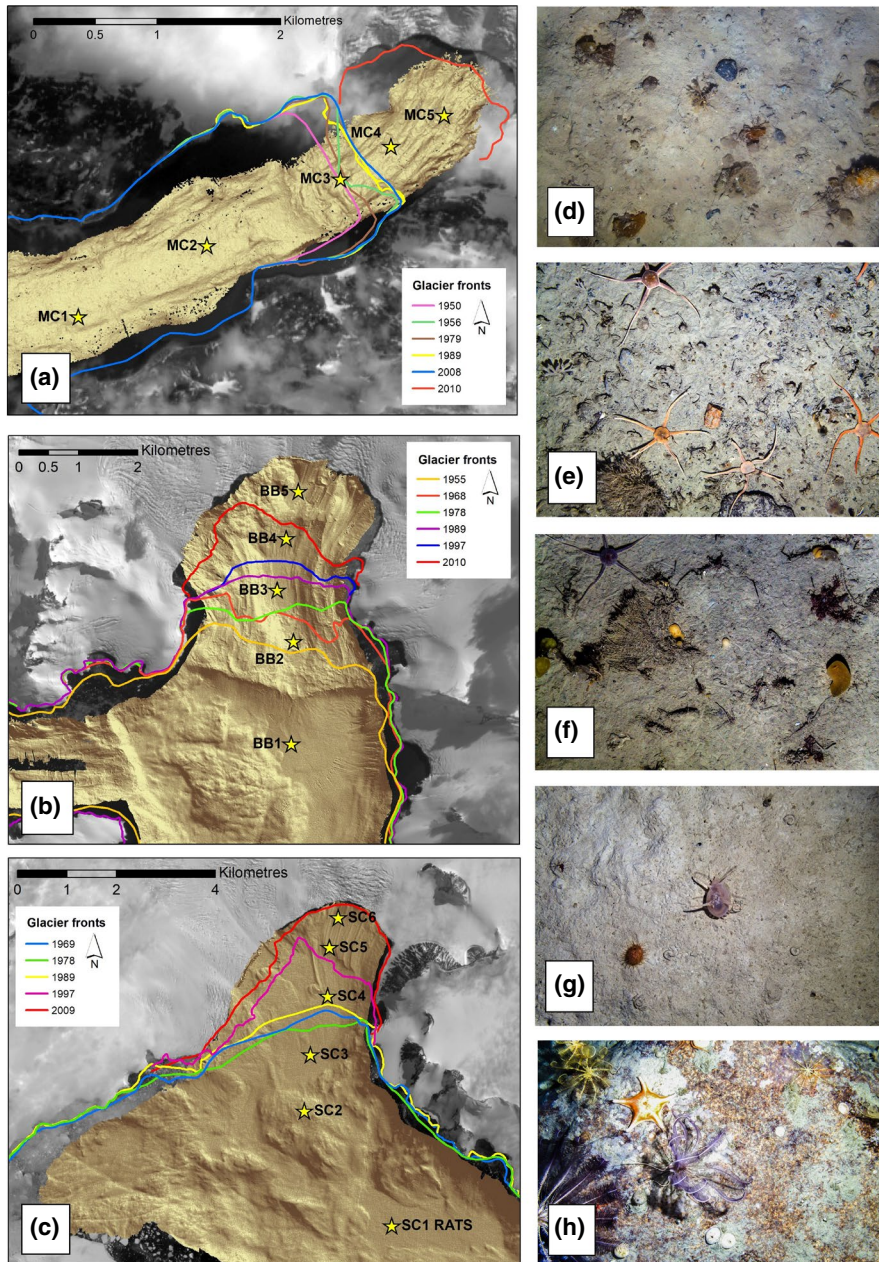 Kilometres
0 0.5 1 2
MC5
MC4
MC3
MC2
MC1
Glacier fronts
1950
1956
1979
1989
2008
2010
N
(a)
Kilometres
0 0.5 1 2
Glacier fronts
1955
1968
1978
1989
1997
2010
N
BB5
BB4
BB3
BB2
BB1
(b)
Kilometres
0 1 2 4
Glacier fronts
1969
1978
1989
1997
2009
N
SC6
SC5
SC4
SC3
SC2
SC1 RATS
(c)
(d)
(e)
(f)
(g)
(h)